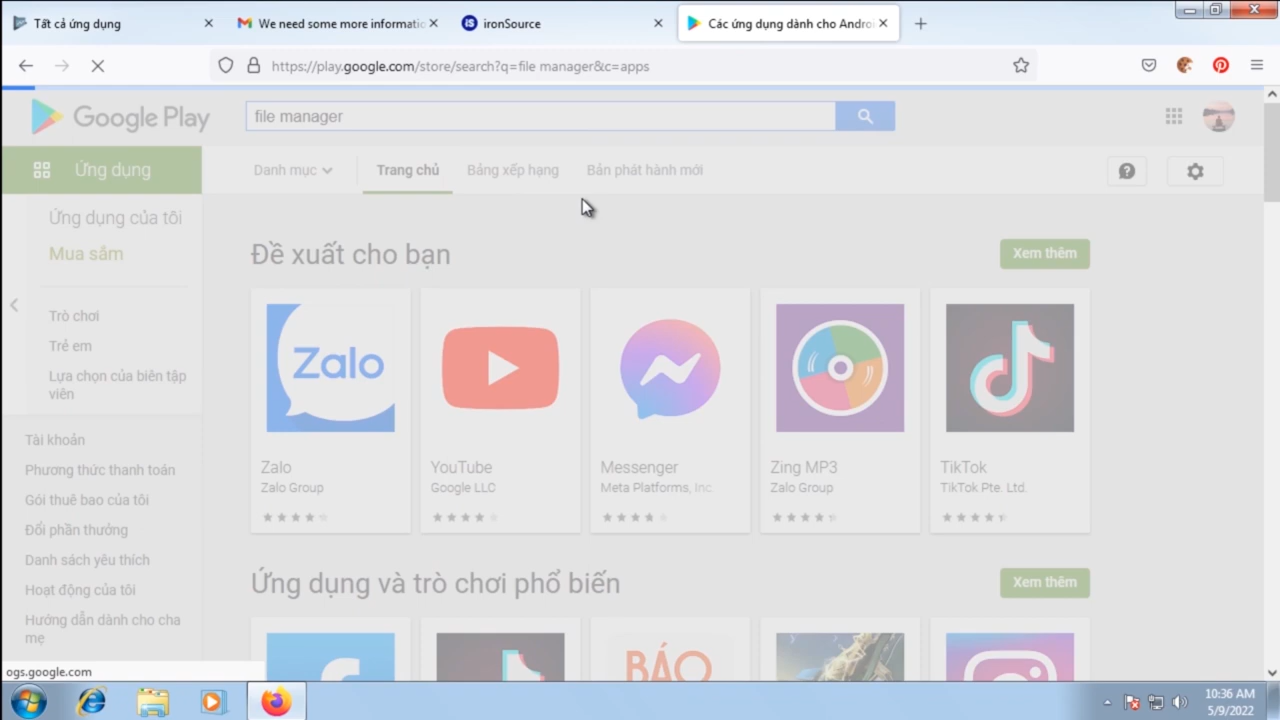 Tất cả ứng dụng
We need some more informatio
ironSource
Các ứng dụng dành cho Androi
https://play.google.com/store/search?q=file manager&c=apps
Google Play
file manager
Ứng dụng
Danh mục
Trang chủ
Bảng xếp hạng
Bản phát hành mới
Ứng dụng của tôi
Mua sắm
Trò chơi
Trẻ em
Lựa chọn của biên tập
viên
Tài khoản
Phương thức thanh toán
Gói thuê bao của tôi
Đổi phần thưởng
Danh sách yêu thích
Hoạt động của tôi
Hướng dẫn dành cho cha
mẹ
Đề xuất cho bạn
Xem thêm
Zalo
Zalo
Zalo Group
YouTube
Google LLC
Messenger
Meta Platforms, Inc.
Zing MP3
Zalo Group
TikTok
TikTok Pte. Ltd.
Ứng dụng và trò chơi phổ biến
Xem thêm
BÁO
ogs.google.com
10:36 AM
5/9/2022